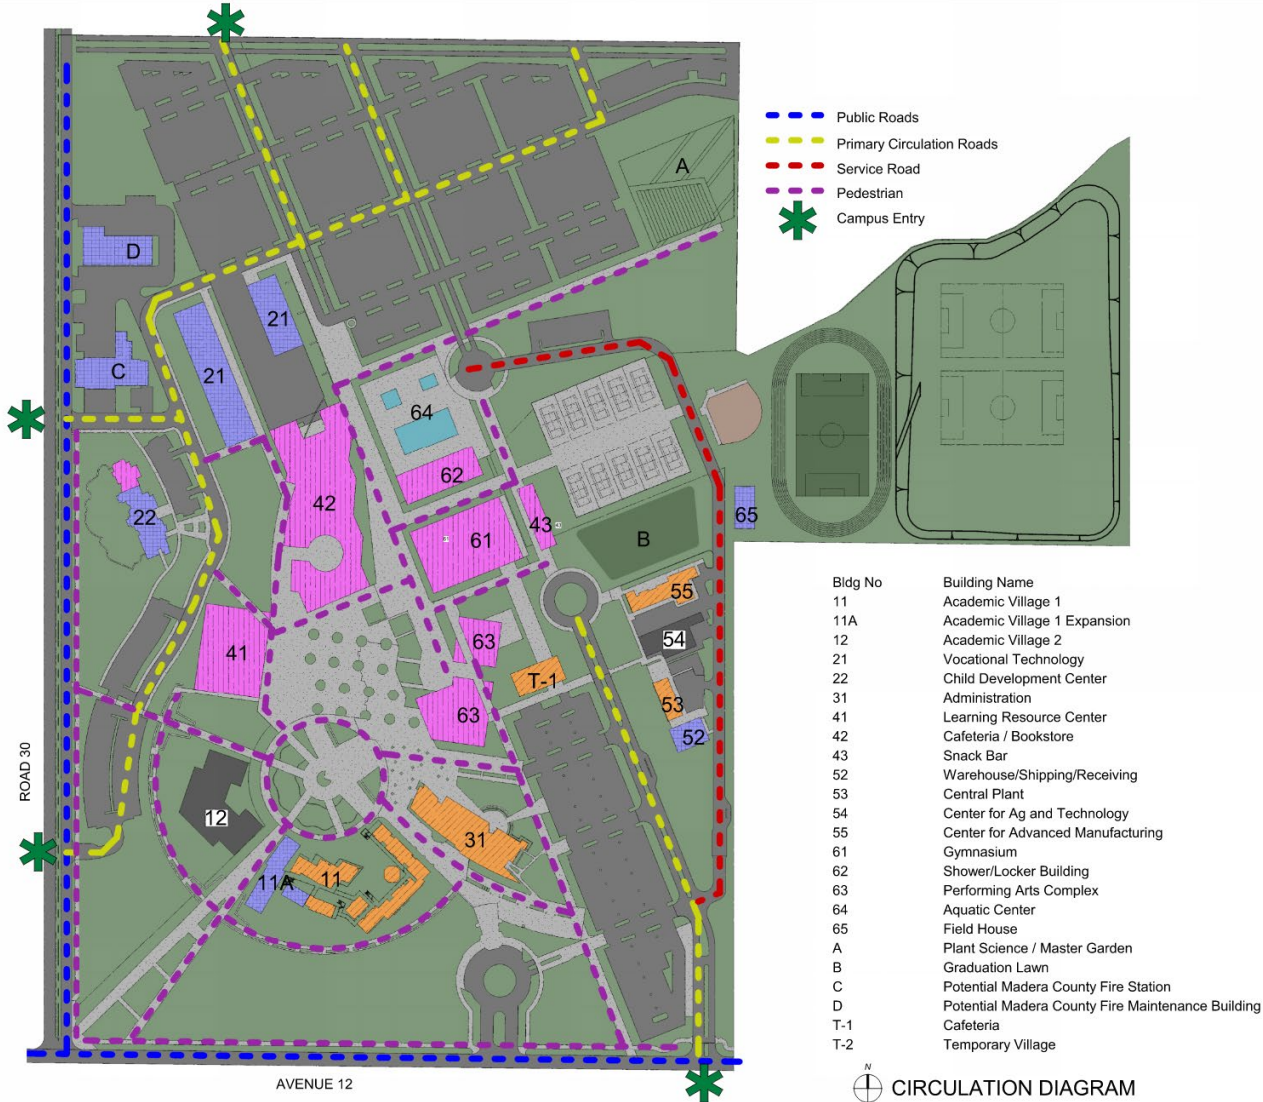 Public Roads
Primary Circulation Roads
Service Road
Pedestrian
Campus Entry
A
D
21
C
21
64
62
42
22
43
61
65
B
55
54
63
41
T-1
53
63
52
12
31
11A
11
ROAD 30
AVENUE 12
Bldg No Building Name
11 Academic Village 1
11A Academic Village 1 Expansion
12 Academic Village 2
21 Vocational Technology
22 Child Development Center
31 Administration
41 Learning Resource Center
42 Cafeteria / Bookstore
43 Snack Bar
52 Warehouse/Shipping/Receiving
53 Central Plant
54 Center for Ag and Technology
55 Center for Advanced Manufacturing
61 Gymnasium
62 Shower/Locker Building
63 Performing Arts Complex
64 Aquatic Center
65 Field House
A Plant Science / Master Garden
B Graduation Lawn
C Potential Madera County Fire Station
D Potential Madera County Fire Maintenance Building
T-1 Cafeteria
T-2 Temporary Village
N
CIRCULATION DIAGRAM